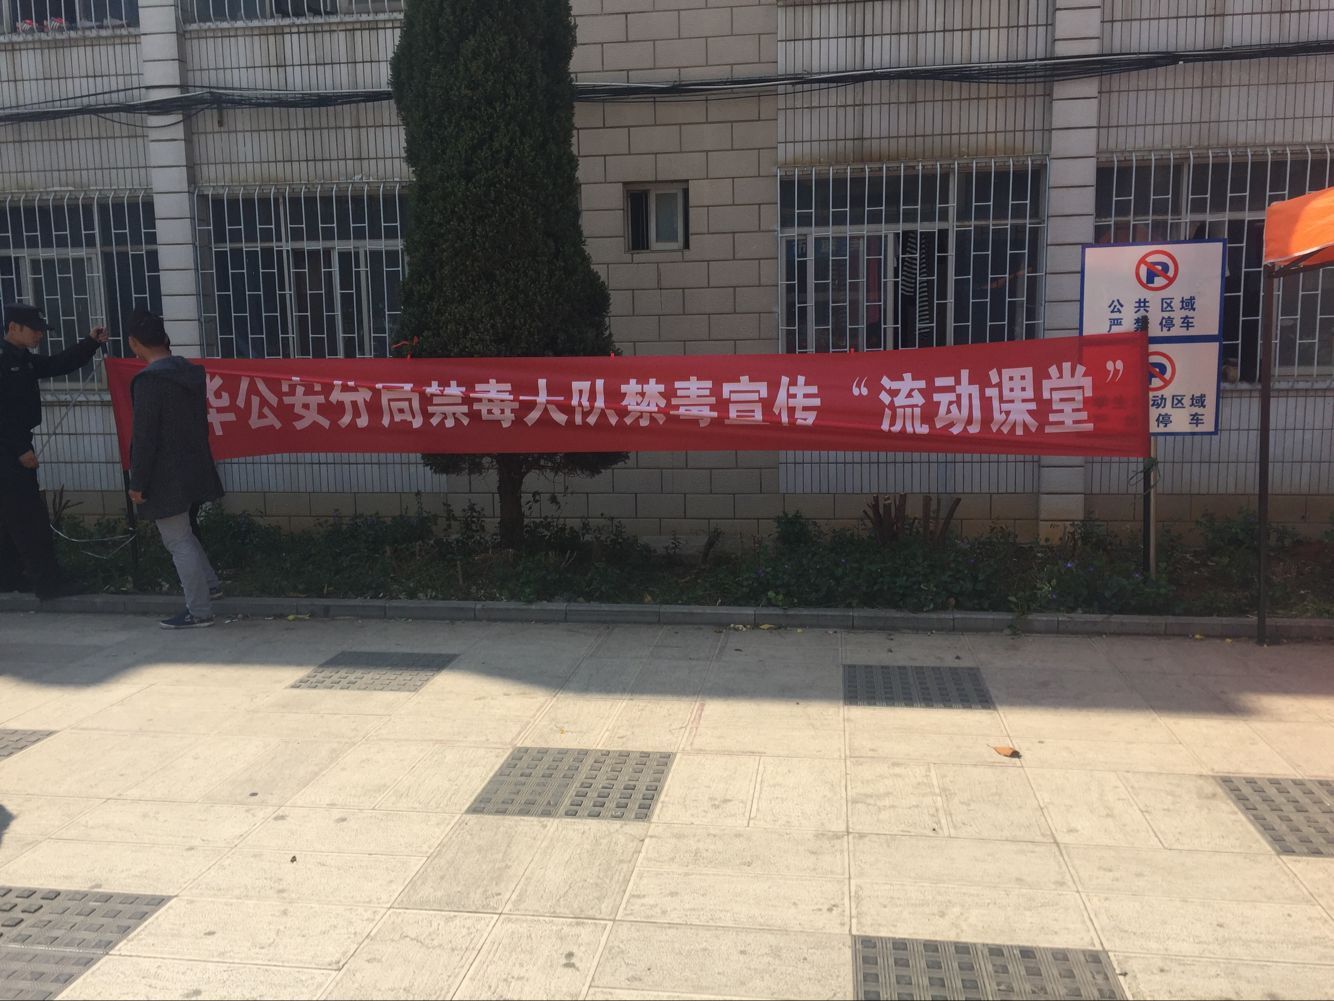 华公安分局禁毒大队禁毒宣传“流动课堂”
公共区域
严禁停车
动区域
停车